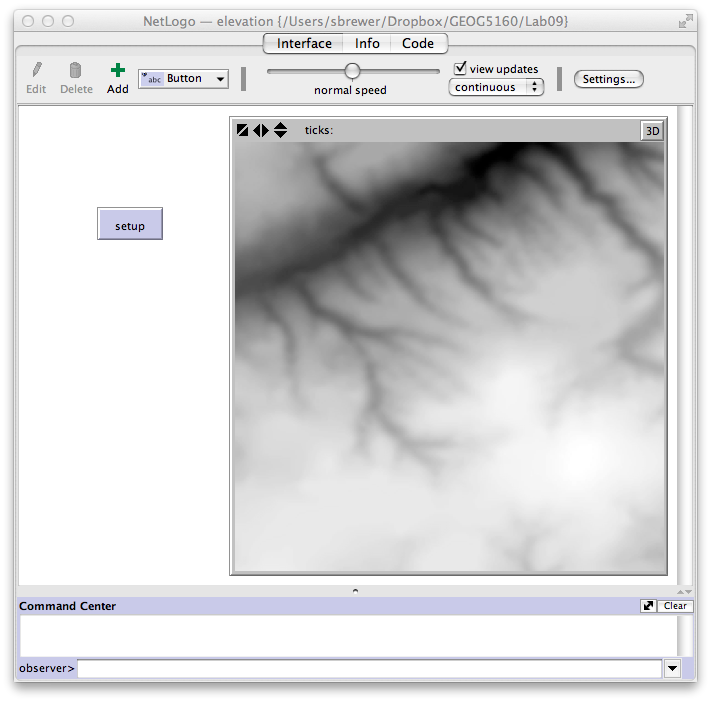 NetLogo — elevation {/Users/sbrewer/Dropbox/GEOG5160/Lab09}
Interface Info Code
Edit Delete Add abc Button normal speed view updates continuous Settings...
ticks: 3D
setup
Command Center Clear
observer>